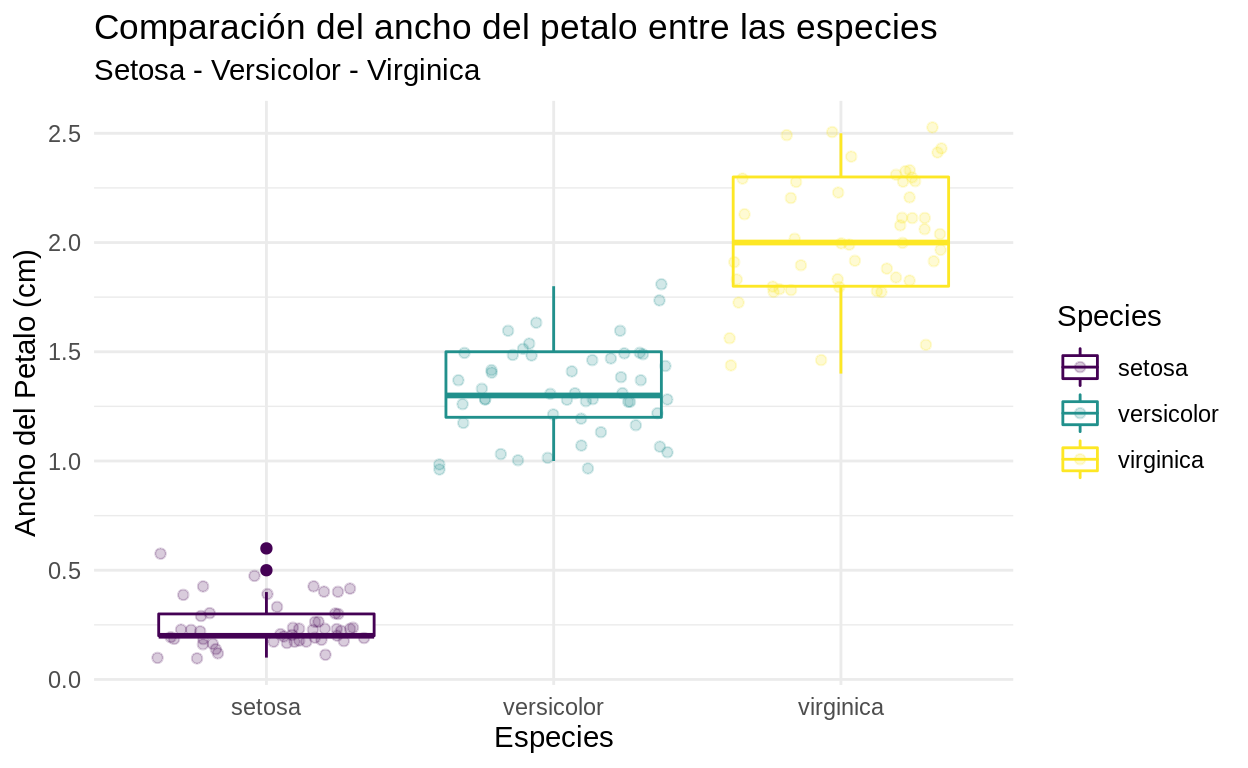 Comparación del ancho del petalo entre las especies
Setosa - Versicolor - Virginica
Ancho del Petalo (cm)
2.5
2.0
1.5
1.0
0.5
0.0
setosa
versicolor
virginica
Especies
Species
setosa
versicolor
virginica